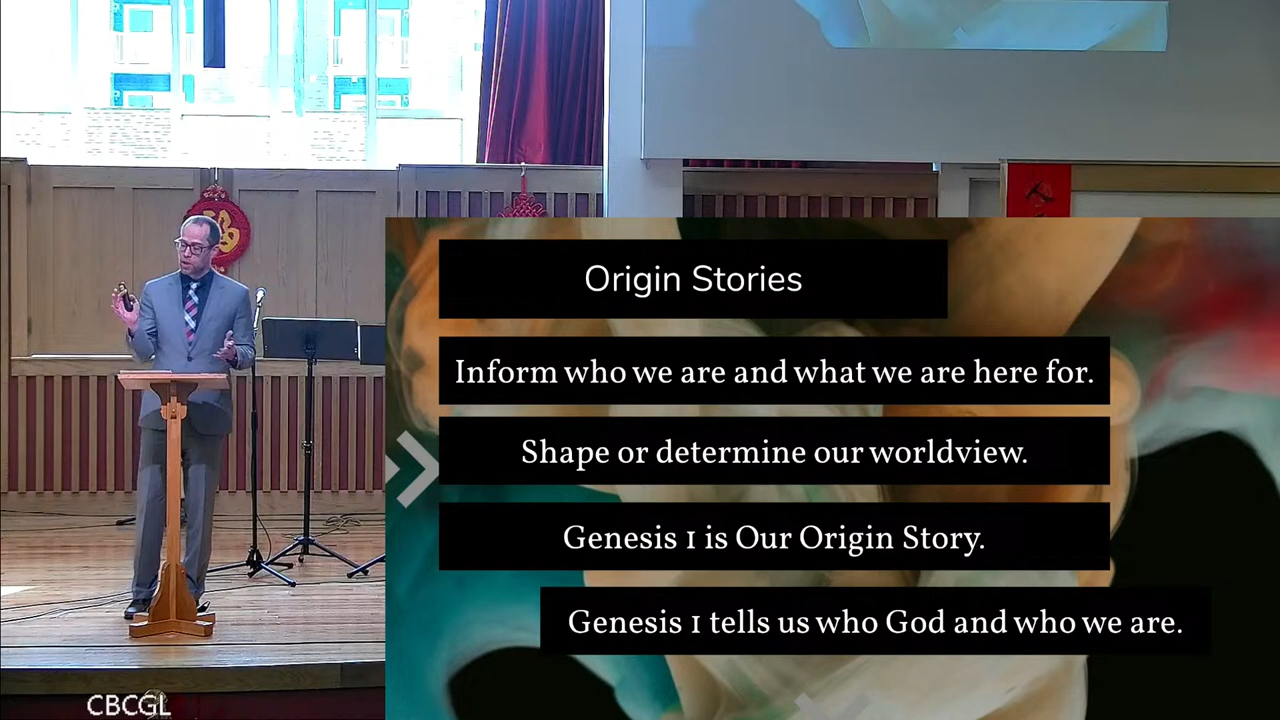 Origin Stories
Inform who we are and what we are here for.
Shape or determine our worldview.
Genesis 1 is Our Origin Story.
Genesis 1 tells us who God and who we are.
CBCGL